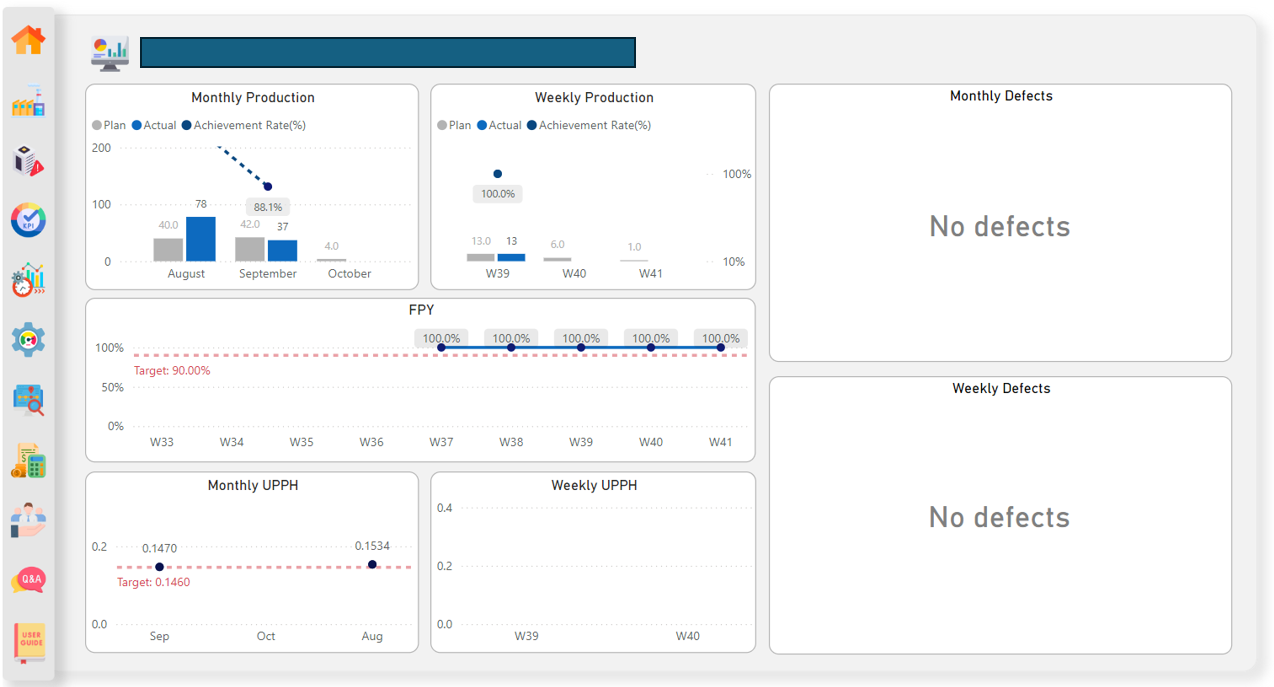 Monthly Production
Plan Actual Achievement Rate(%)
200
100
0
40.0
78
88.1%
42.0
37
4.0
August September October
Weekly Production
Plan Actual Achievement Rate(%)
100%
10%
100.0%
13.0
13
6.0
1.0
W39 W40 W41
Monthly Defects
No defects
FPY
100.0% 100.0% 100.0% 100.0% 100.0%
100%
Target: 90.00%
50%
0%
W33 W34 W35 W36 W37 W38 W39 W40 W41
Weekly Defects
No defects
Monthly UPPH
0.2
0.1470
0.1534
Target: 0.1460
0.0
Sep Oct Aug
Weekly UPPH
0.4
0.2
0.0
W39 W40
KPI
$
Q&A
USER
GUIDE